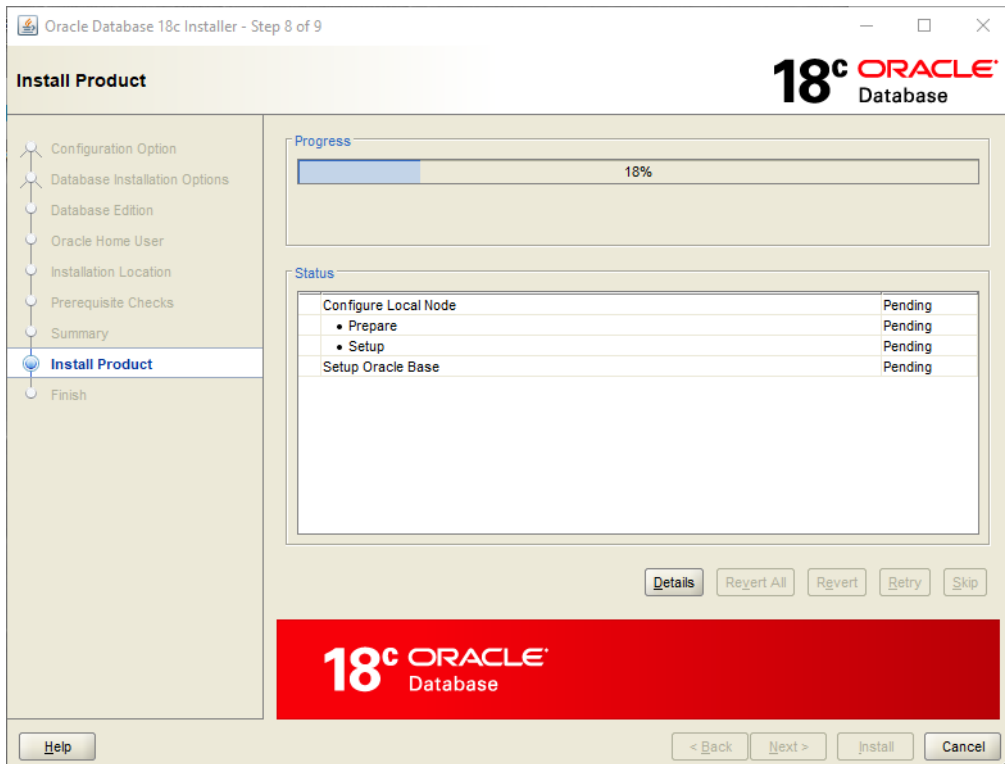 Oracle Database 18c Installer - Step 8 of 9
Install Product
18c ORACLE
Database
Configuration Option
Database Installation Options
Database Edition
Oracle Home User
Installation Location
Prerequisite Checks
Summary
Install Product
Finish
Progress
18%
Status
Configure Local Node Pending
• Prepare Pending
• Setup Pending
Setup Oracle Base Pending
Details Revert All Revert Retry Skip
18c ORACLE
Database
Help < Back Next > Install Cancel